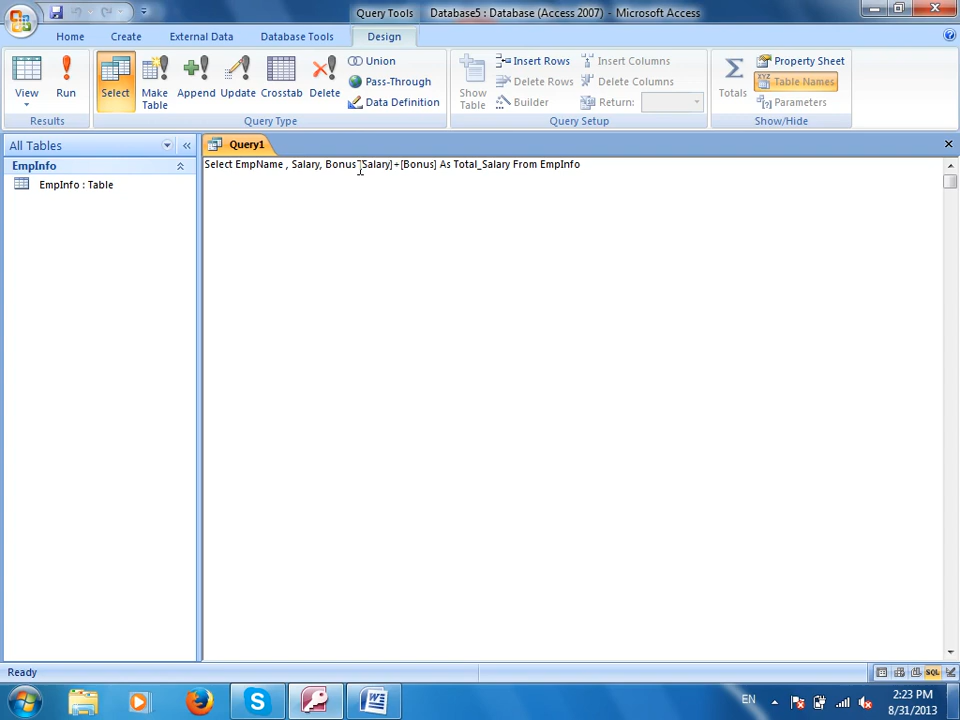 Query Tools
Database5 : Database (Access 2007) - Microsoft Access
Home
Create
External Data
Database Tools
Design
View
Run
Results
Select
Make Table
Append
Update
Crosstab
Delete
Union
Pass-Through
Data Definition
Query Type
Show Table
Insert Rows
Delete Rows
Builder
Insert Columns
Delete Columns
Return:
Query Setup
Totals
Property Sheet
Table Names
Parameters
Show/Hide
All Tables
EmpInfo
EmpInfo : Table
Query1
Select EmpName , Salary, Bonus [Salary]+[Bonus] As Total_Salary From EmpInfo
Ready
SQL
EN
2:23 PM
8/31/2013